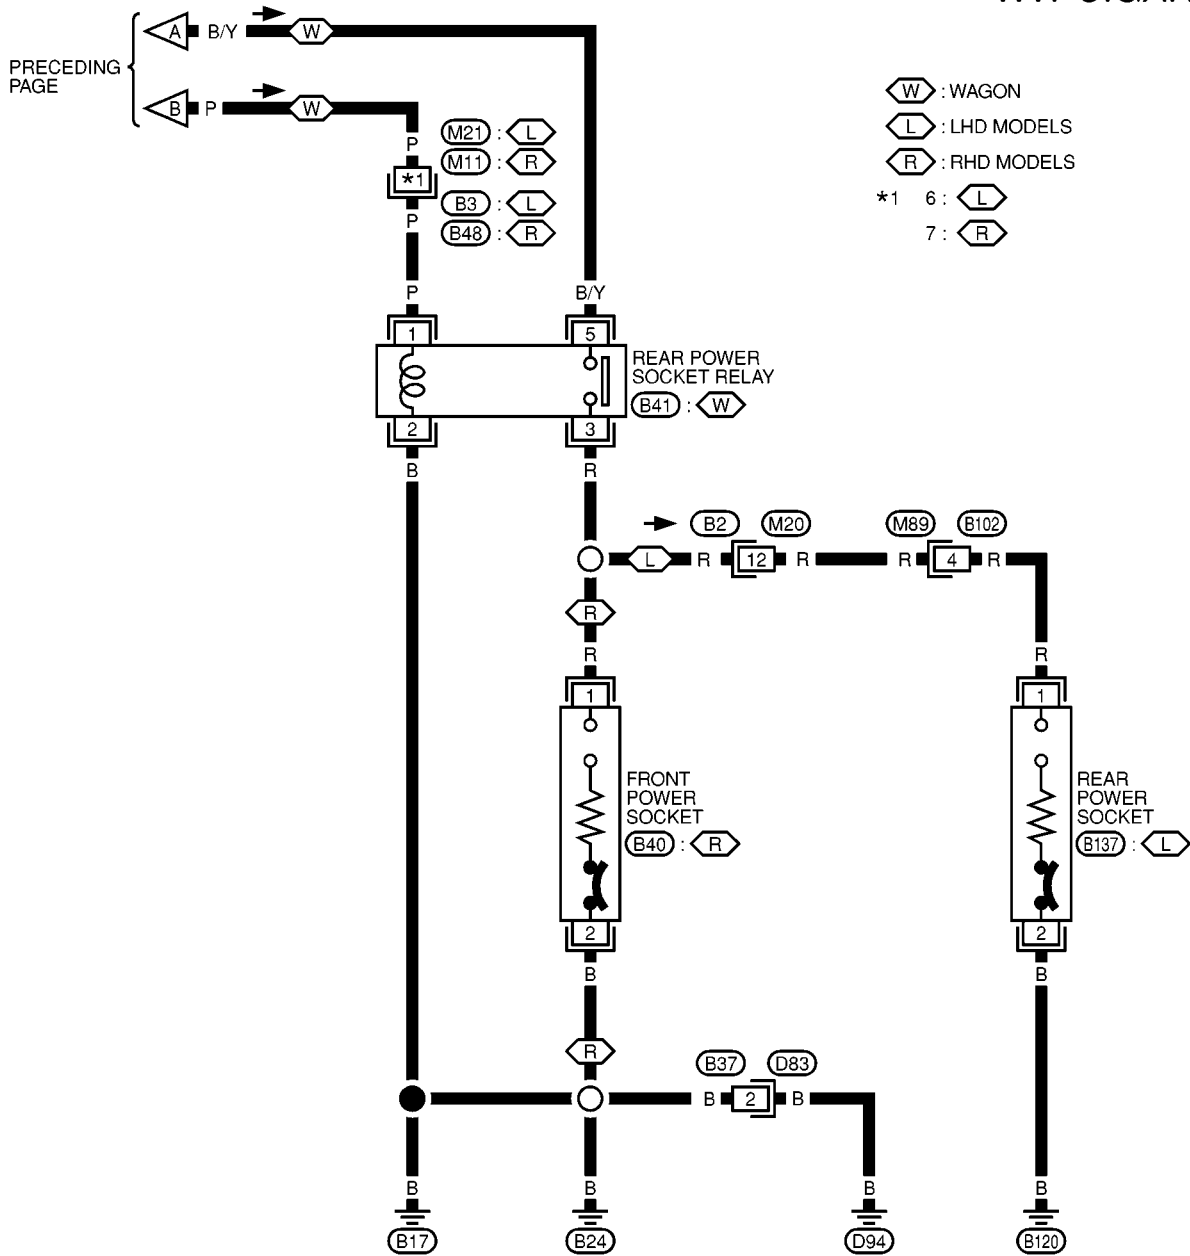 A B/Y W
PRECEDING
PAGE
B P W
W : WAGON
L : LHD MODELS
R : RHD MODELS
*1 6 : L
7 : R
P
M21 : L
M11 : R
*1
B3 : L
B48 : R
P
P B/Y
1 5
REAR POWER
SOCKET RELAY
B41 : W
2 3
B R
B2 M20 M89 B102
L R 12 R R 4 R
R
R R
1 1
FRONT
POWER
SOCKET
B40 : R
REAR
POWER
SOCKET
B137 : L
2 2
B B
R
B37 D83
B 2 B
B B B B
B17 B24 D94 B120